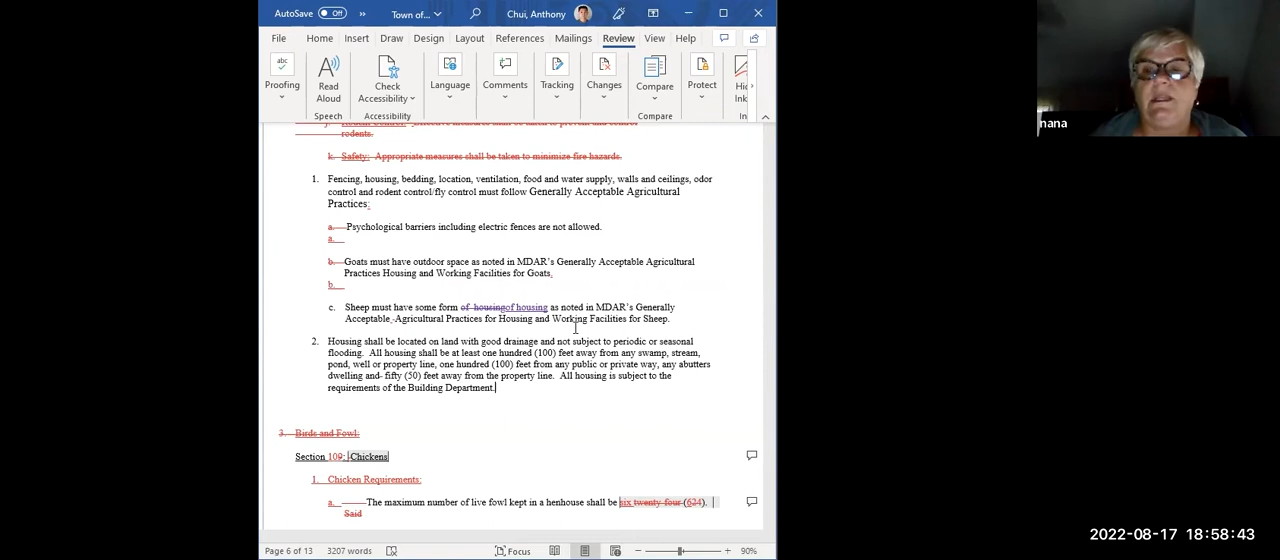 AutoSave Off » Town of... Chui, Anthony
File Home Insert Draw Design Layout References Mailings Review View Help
abc
Proofing Read Aloud Check Accessibility Language Comments Tracking Changes Compare Protect Hid Ink
Speech Accessibility Compare Ink
rodents.
k. Safety: Appropriate measures shall be taken to minimize fire hazards.
1. Fencing, housing, bedding, location, ventilation, food and water supply, walls and ceilings, odor
control and rodent control/fly control must follow Generally Acceptable Agricultural
Practices:
a. Psychological barriers including electric fences are not allowed.
a.
b. Goats must have outdoor space as noted in MDAR's Generally Acceptable Agricultural
Practices Housing and Working Facilities for Goats.
b.
c. Sheep must have some form of housingof housing as noted in MDAR's Generally
Acceptable Agricultural Practices for Housing and Working Facilities for Sheep.
2. Housing shall be located on land with good drainage and not subject to periodic or seasonal
flooding. All housing shall be at least one hundred (100) feet away from any swamp, stream,
pond, well or property line, one hundred (100) feet from any public or private way, any abutters
dwelling and fifty (50) feet away from the property line. All housing is subject to the
requirements of the Building Department.
3. Birds and Fowl:
Section 109: Chickens
1. Chicken Requirements:
a. The maximum number of live fowl kept in a henhouse shall be six twenty-four (624).
Said
Page 6 of 13 3207 words Focus 90%
nana
2022-08-17 18:58:43